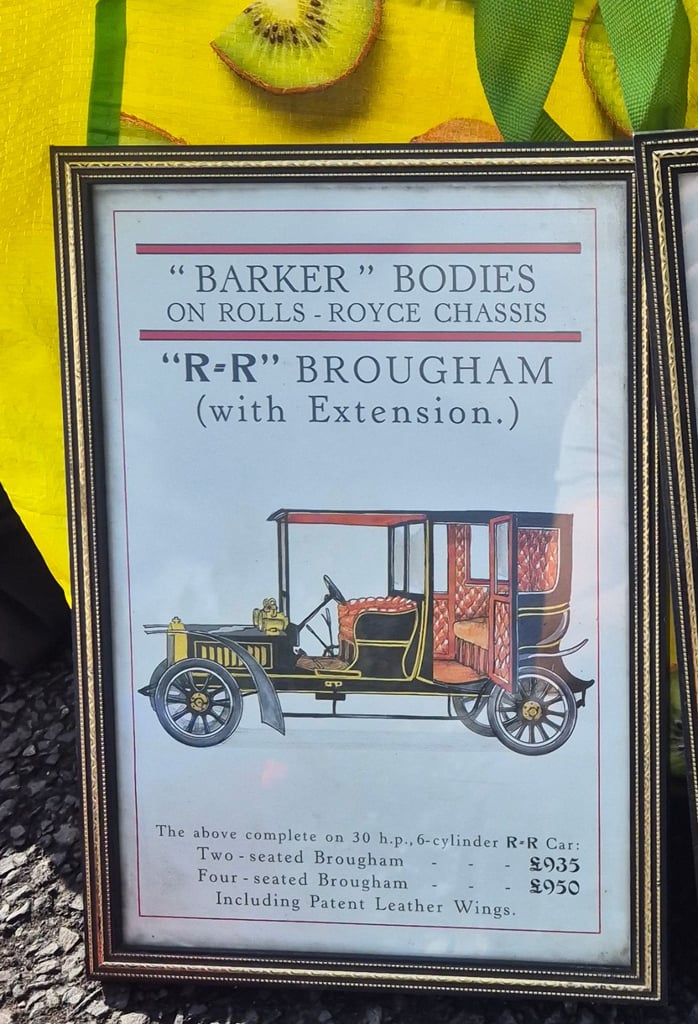 “BARKER” BODIES
ON ROLLS-ROYCE CHASSIS
“R=R” BROUGHAM
(with Extension.)
The above complete on 30 h.p., 6-cylinder R=R Car:
Two-seated Brougham - - - £935
Four-seated Brougham - - - £950
Including Patent Leather Wings.